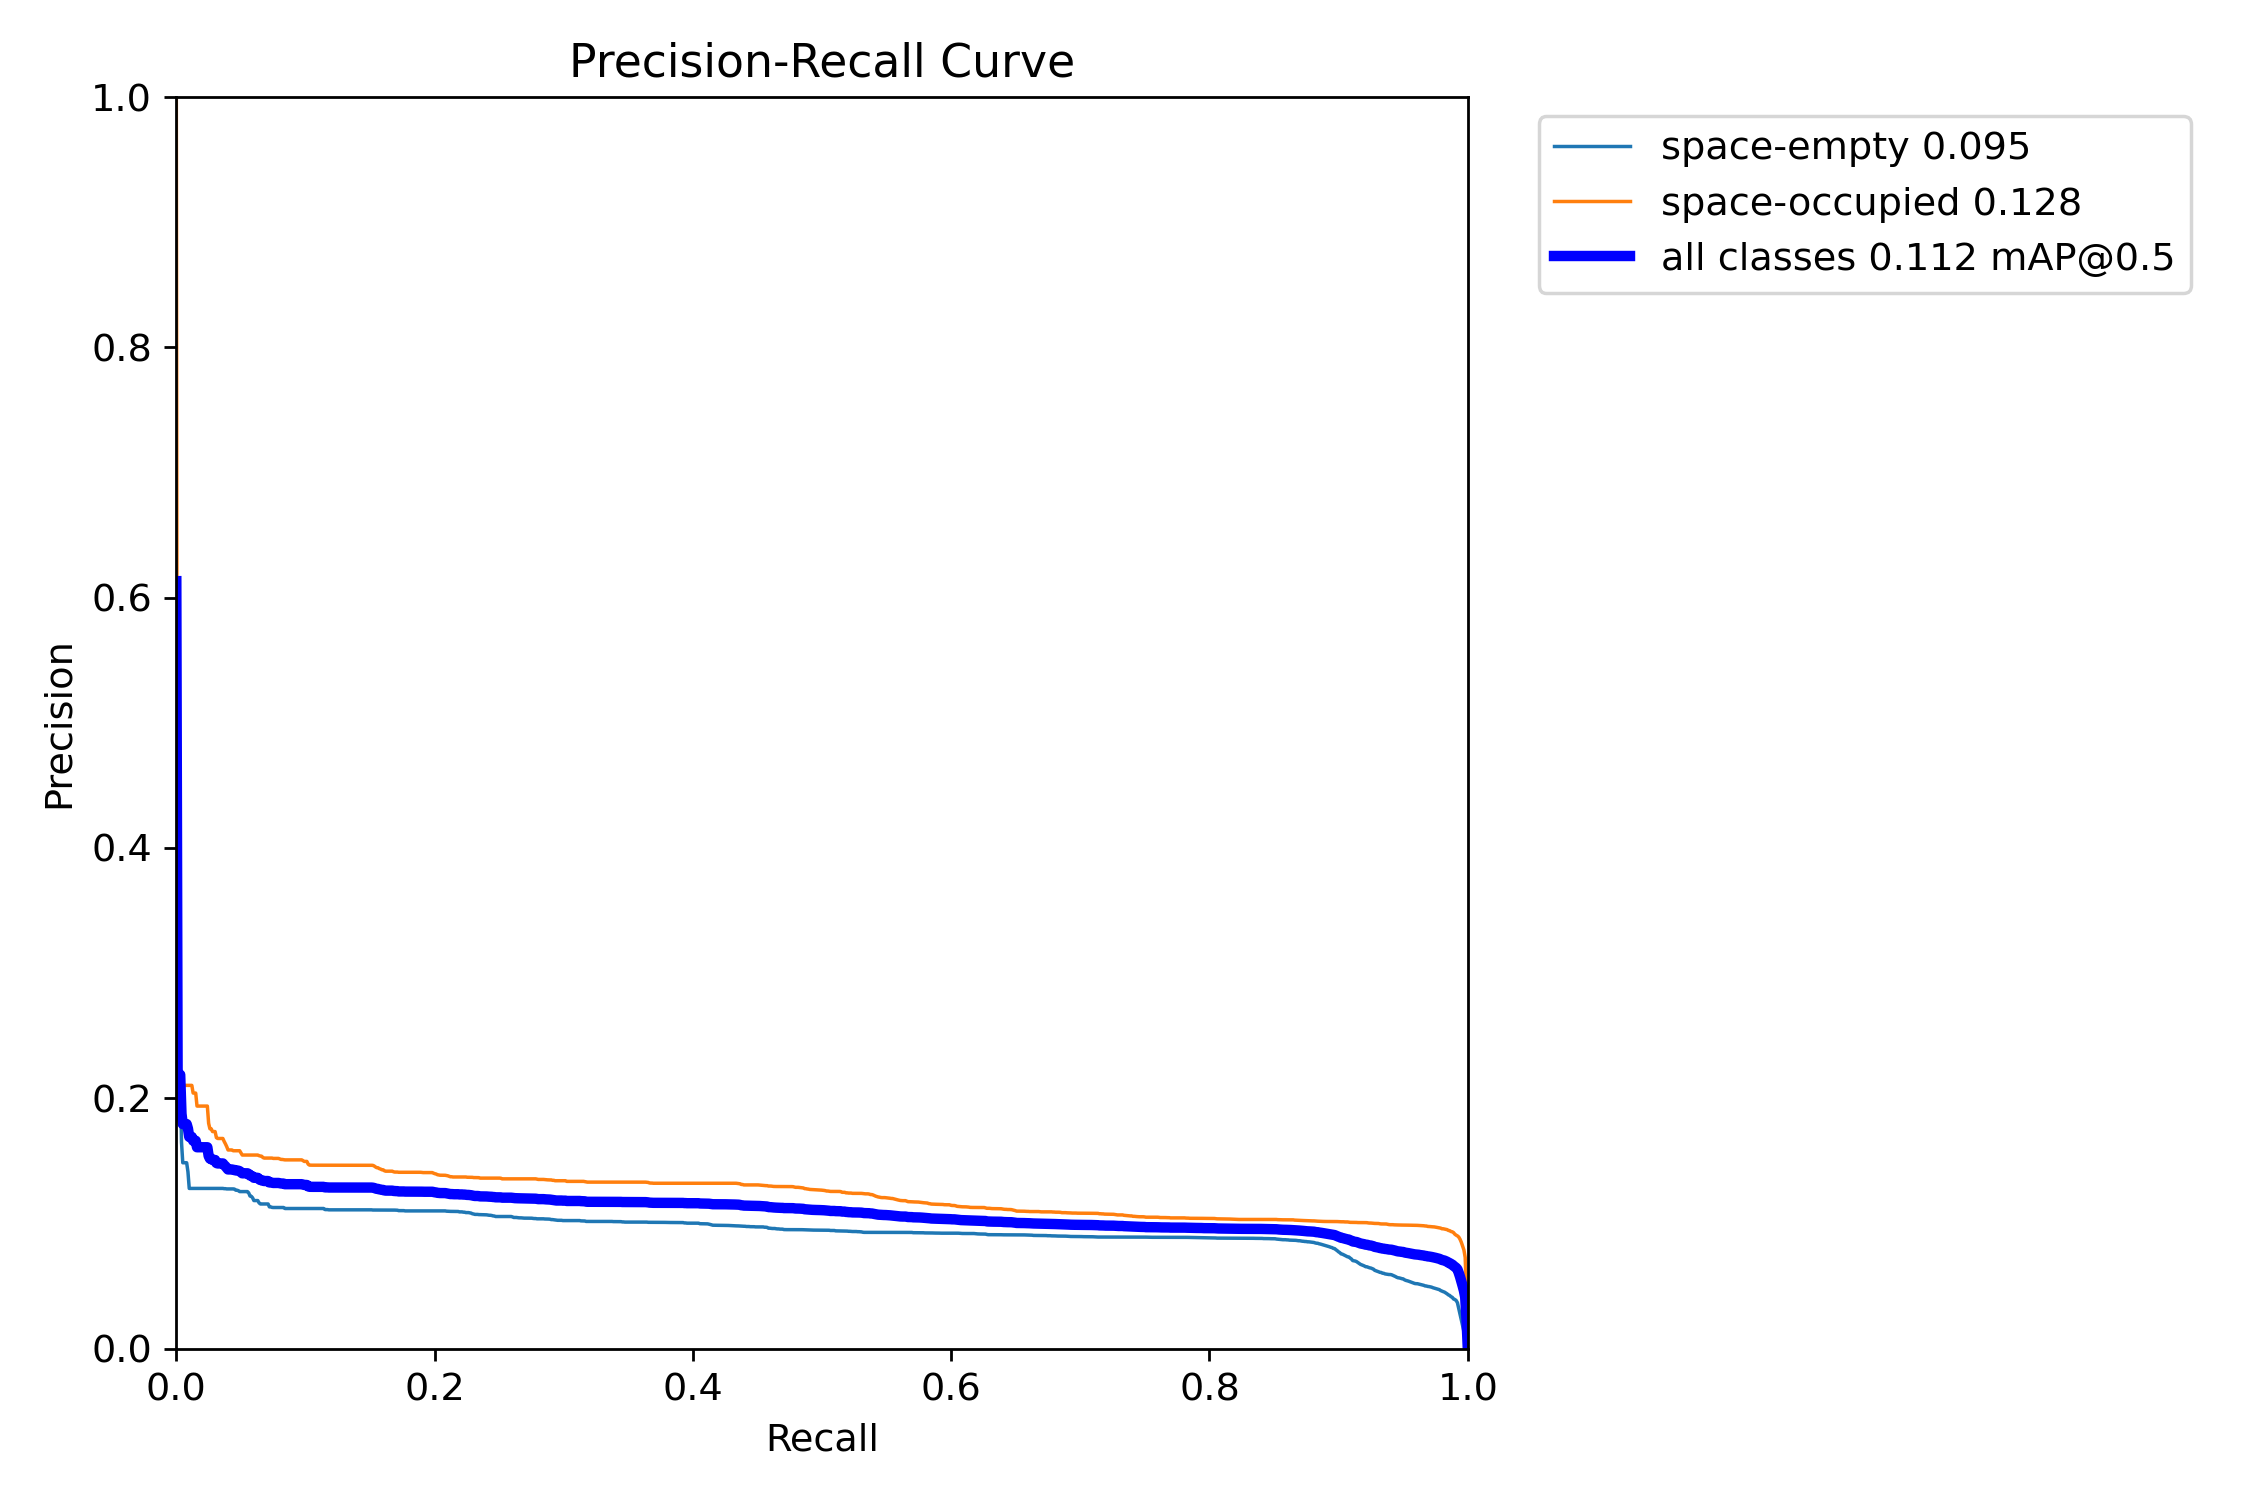 Precision-Recall Curve
1.0
0.8
0.6
0.4
0.2
0.0
Precision
0.0 0.2 0.4 0.6 0.8 1.0
Recall
space-empty 0.095
space-occupied 0.128
all classes 0.112 mAP@0.5